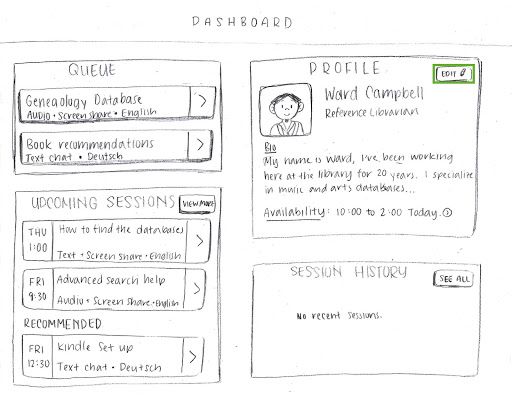 DASHBOARD
QUEUE
Geneology Database
AUDIO • Screen share • English
Book recommendations
Text chat • Deutsch
UPCOMING SESSIONS
VIEW MORE
THU
1:00
How to find the databases
Text • Screen share • English
FRI
9:30
Advanced search help
Audio • Screen share • English
RECOMMENDED
FRI
12:30
Kindle Set up
Text chat • Deutsch
PROFILE
EDIT
Ward Campbell
Reference Librarian
Bio
My name is Ward, I've been working
here at the library for 20 years. I specialize
in music and arts databases...
Availability: 10:00 to 2:00 Today.
SESSION HISTORY
SEE ALL
No recent sessions.